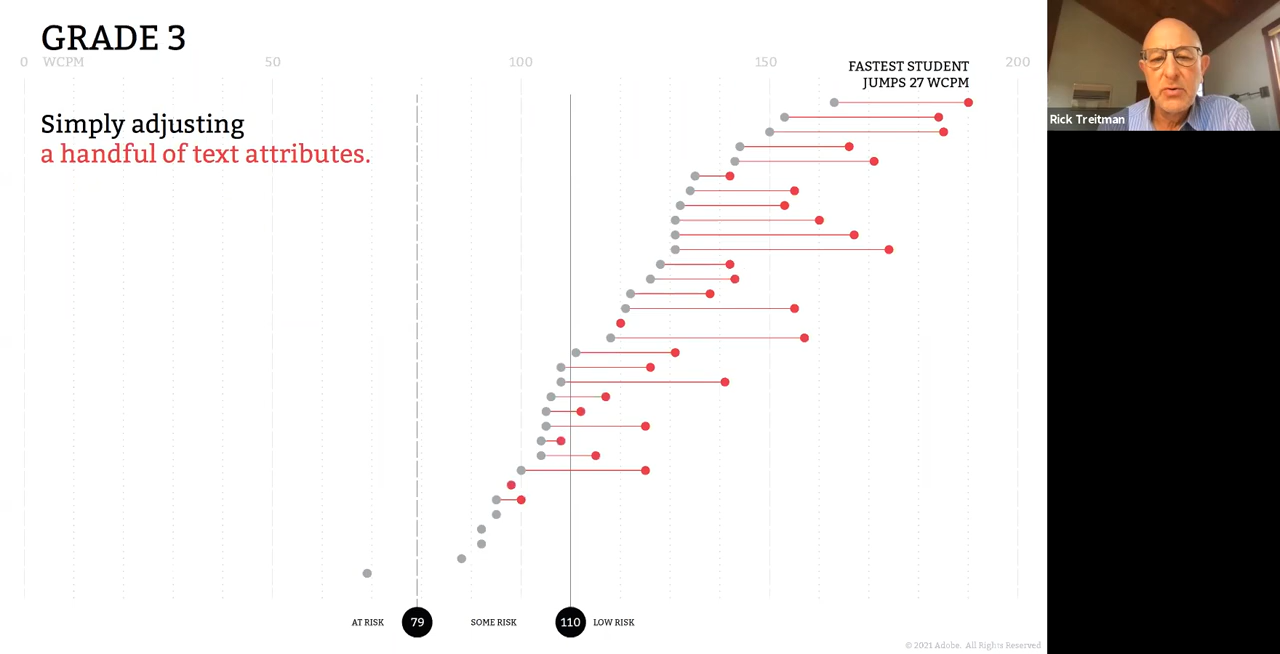 GRADE 3
0 WCPM 50 100 150 200
FASTEST STUDENT
JUMPS 27 WCPM
Simply adjusting
a handful of text attributes.
Rick Treitman
AT RISK 79 SOME RISK 110 LOW RISK
© 2021 Adobe. All Rights Reserved